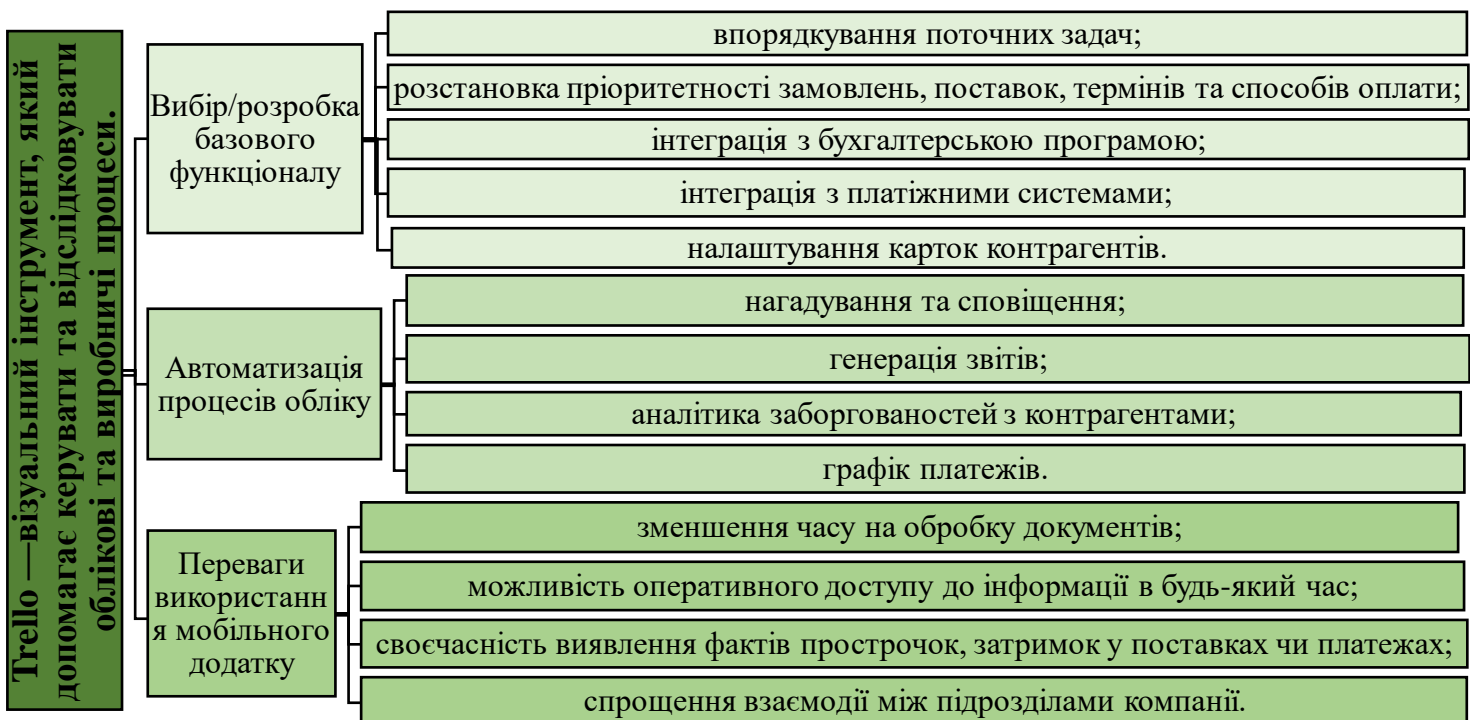 Trello —візуальний інструмент, який
допомагає керувати та відслідковувати
облікові та виробничі процеси.
Вибір/розробка
базового
функціоналу
впорядкування поточних задач;
розстановка пріоритетності замовлень, поставок, термінів та способів оплати;
інтеграція з бухгалтерською програмою;
інтеграція з платіжними системами;
налаштування карток контрагентів.
Автоматизація
процесів обліку
нагадування та сповіщення;
генерація звітів;
аналітика заборгованостей з контрагентами;
графік платежів.
Переваги
використанн
я мобільного
додатку
зменшення часу на обробку документів;
можливість оперативного доступу до інформації в будь-який час;
своєчасність виявлення фактів прострочок, затримок у поставках чи платежах;
спрощення взаємодії між підрозділами компанії.